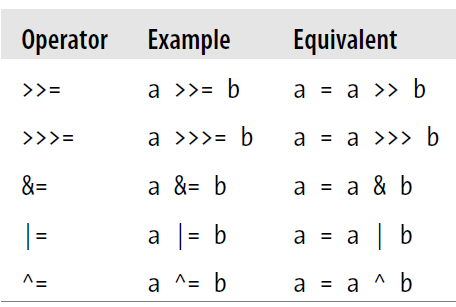 Operator Example Equivalent
>>= a >>= b a = a >> b
>>>= a >>>= b a = a >>> b
&= a &= b a = a & b
|= a |= b a = a | b
^= a ^= b a = a ^ b